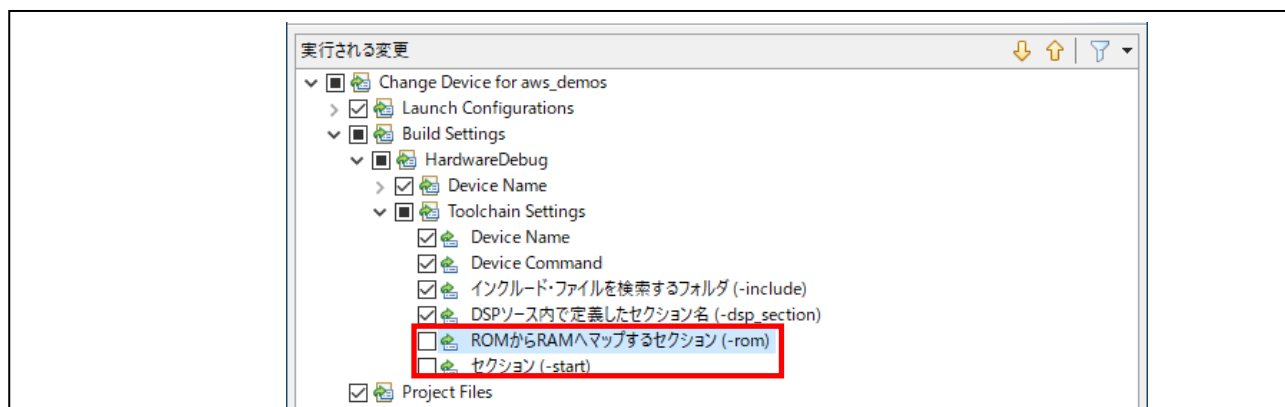 実行される変更
Change Device for aws_demos
Launch Configurations
Build Settings
HardwareDebug
Device Name
Toolchain Settings
Device Name
Device Command
インクルード・ファイルを検索するフォルダ (-include)
DSPソース内で定義したセクション名 (-dsp_section)
ROMからRAMへマップするセクション (-rom)
セクション (-start)
Project Files